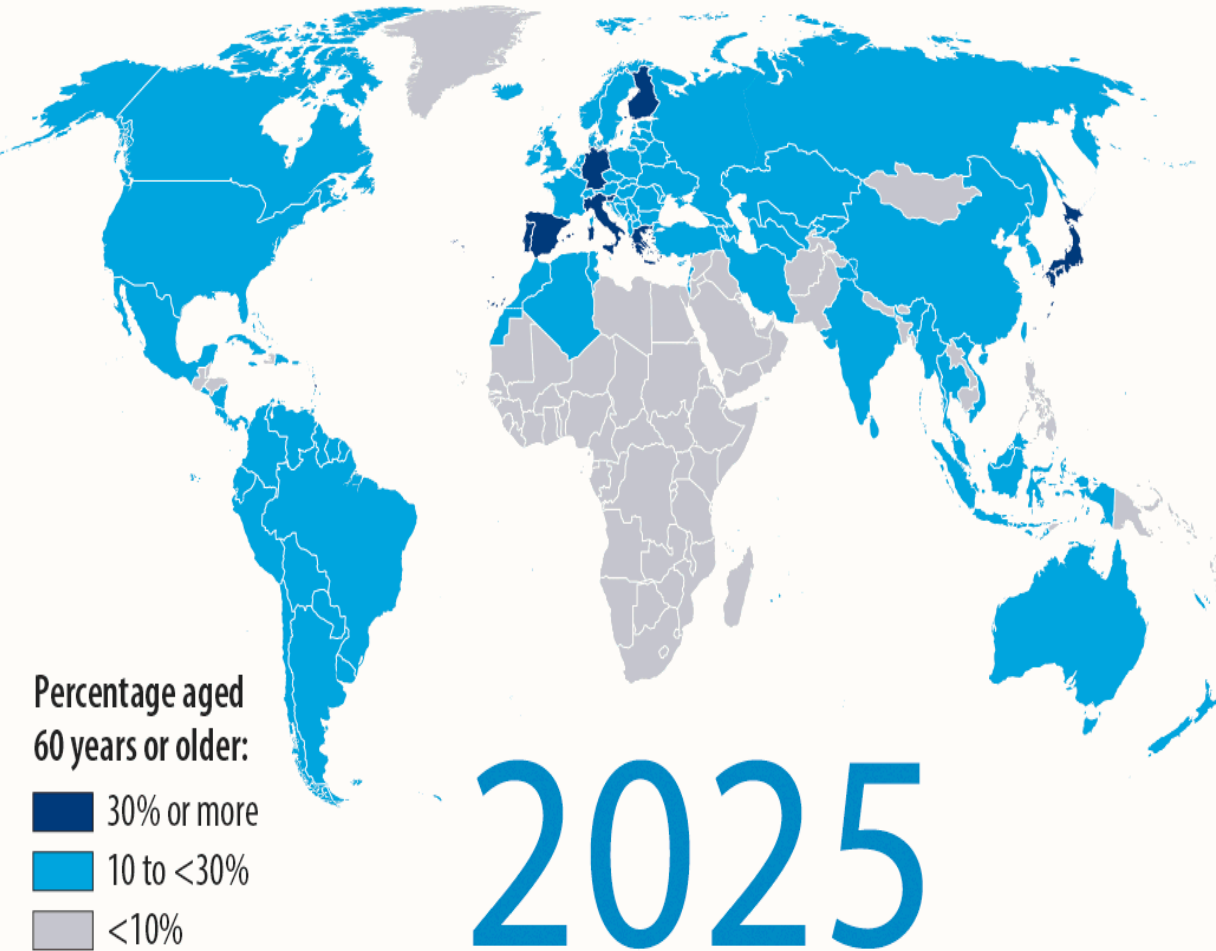 Percentage aged
60 years or older:
30% or more
10 to <30%
<10%
2025